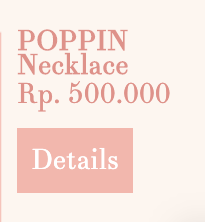 POPPIN
Necklace
Rp. 500.000
Details